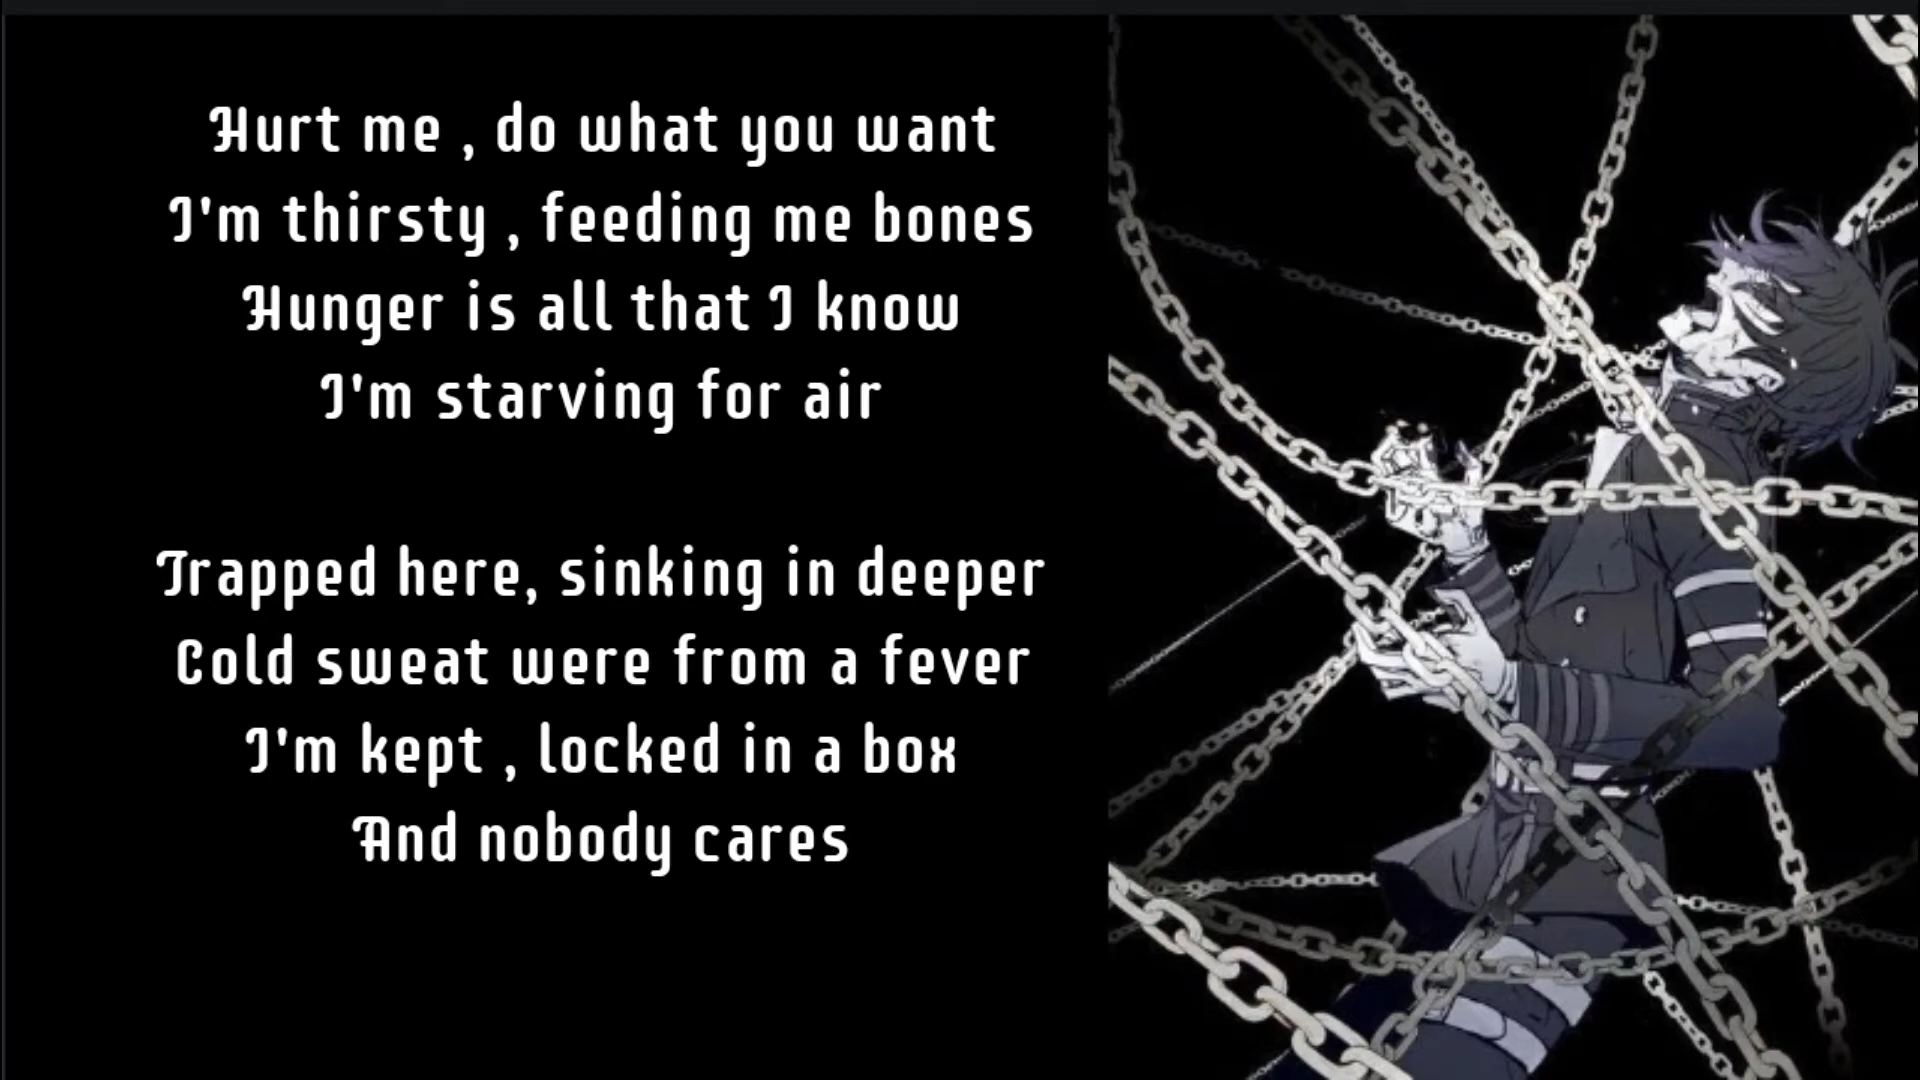 Hurt me , do what you want
I'm thirsty , feeding me bones
Hunger is all that I know
I'm starving for air
Trapped here, sinking in deeper
Cold sweat were from a fever
I'm kept , locked in a box
And nobody cares